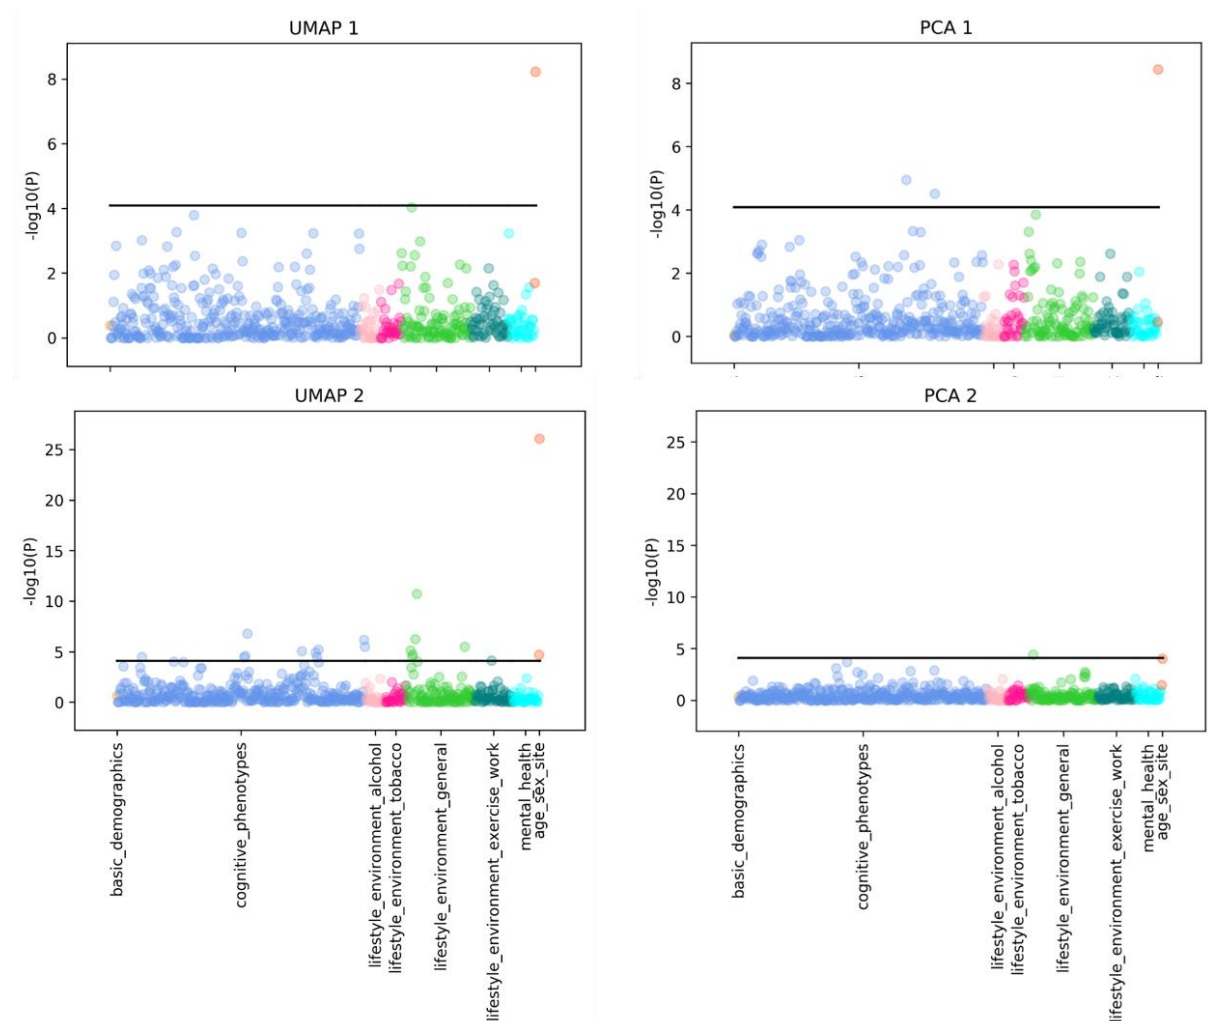 UMAP 1
-log10(P)
8
6
4
2
0
PCA 1
-log10(P)
8
6
4
2
0
UMAP 2
-log10(P)
25
20
15
10
5
0
basic_demographics
cognitive_phenotypes
lifestyle_environment_alcohol
lifestyle_environment_tobacco
lifestyle_environment_general
lifestyle_environment_exercise_work
mental_health
age_sex_site
PCA 2
-log10(P)
25
20
15
10
5
0
basic_demographics
cognitive_phenotypes
lifestyle_environment_alcohol
lifestyle_environment_tobacco
lifestyle_environment_general
lifestyle_environment_exercise_work
mental_health
age_sex_site